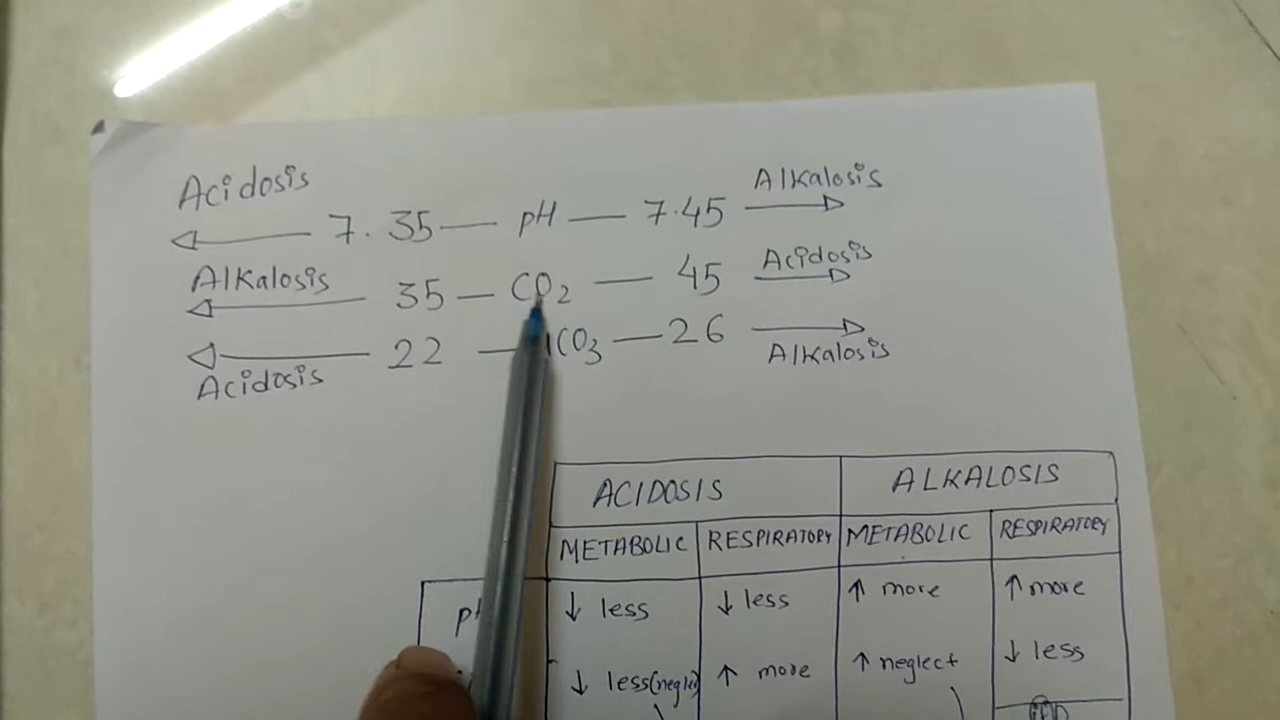 Acidosis
7.35 — pH — 7.45 Alkalosis
Alkalosis 35 — CO2 — 45 Acidosis
22 — CO3 — 26
Acidosis Alkalosis
ACIDOSIS ALKALOSIS
METABOLIC RESPIRATORY METABOLIC RESPIRATORY
↓ less ↓ less ↑ more ↑ more
↑ more ↑ neglect ↓ less